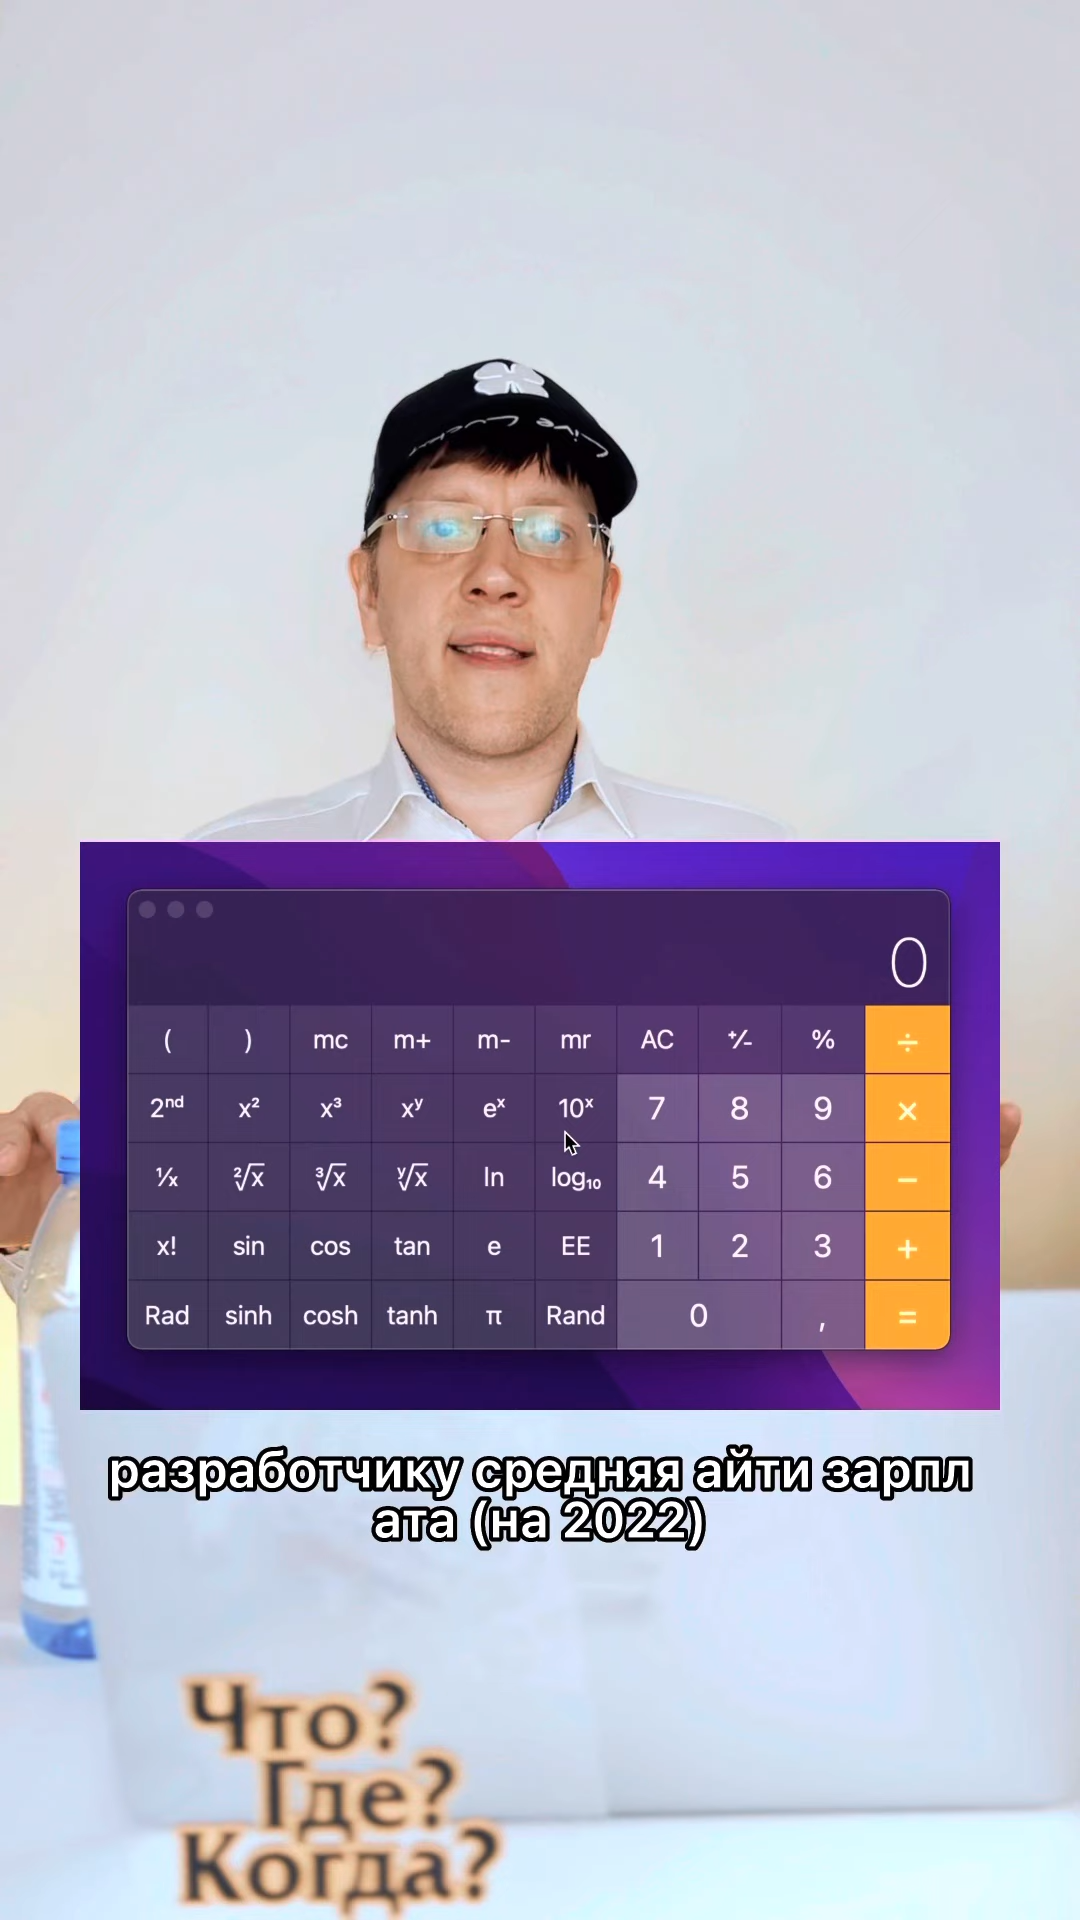 Live Lucky
0
( ) mc m+ m- mr AC ⁺⁄₋ % ÷
2ⁿᵈ x² x³ xʸ eˣ 10ˣ 7 8 9 ×
¹⁄ₓ ²√x ³√x ʸ√x ln log₁₀ 4 5 6 −
x! sin cos tan e EE 1 2 3 +
Rad sinh cosh tanh π Rand 0 , =
разработчику средняя айти зарпл
ата (на 2022)
Что?
Где?
Когда?